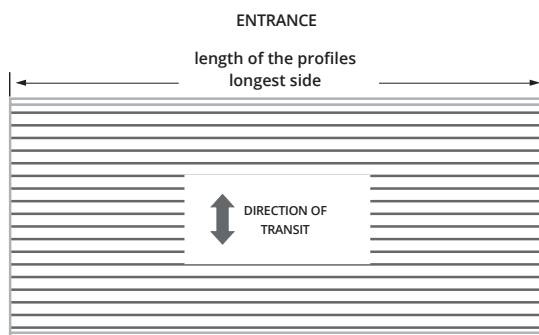 ENTRANCE
length of the profiles
longest side
DIRECTION OF
TRANSIT